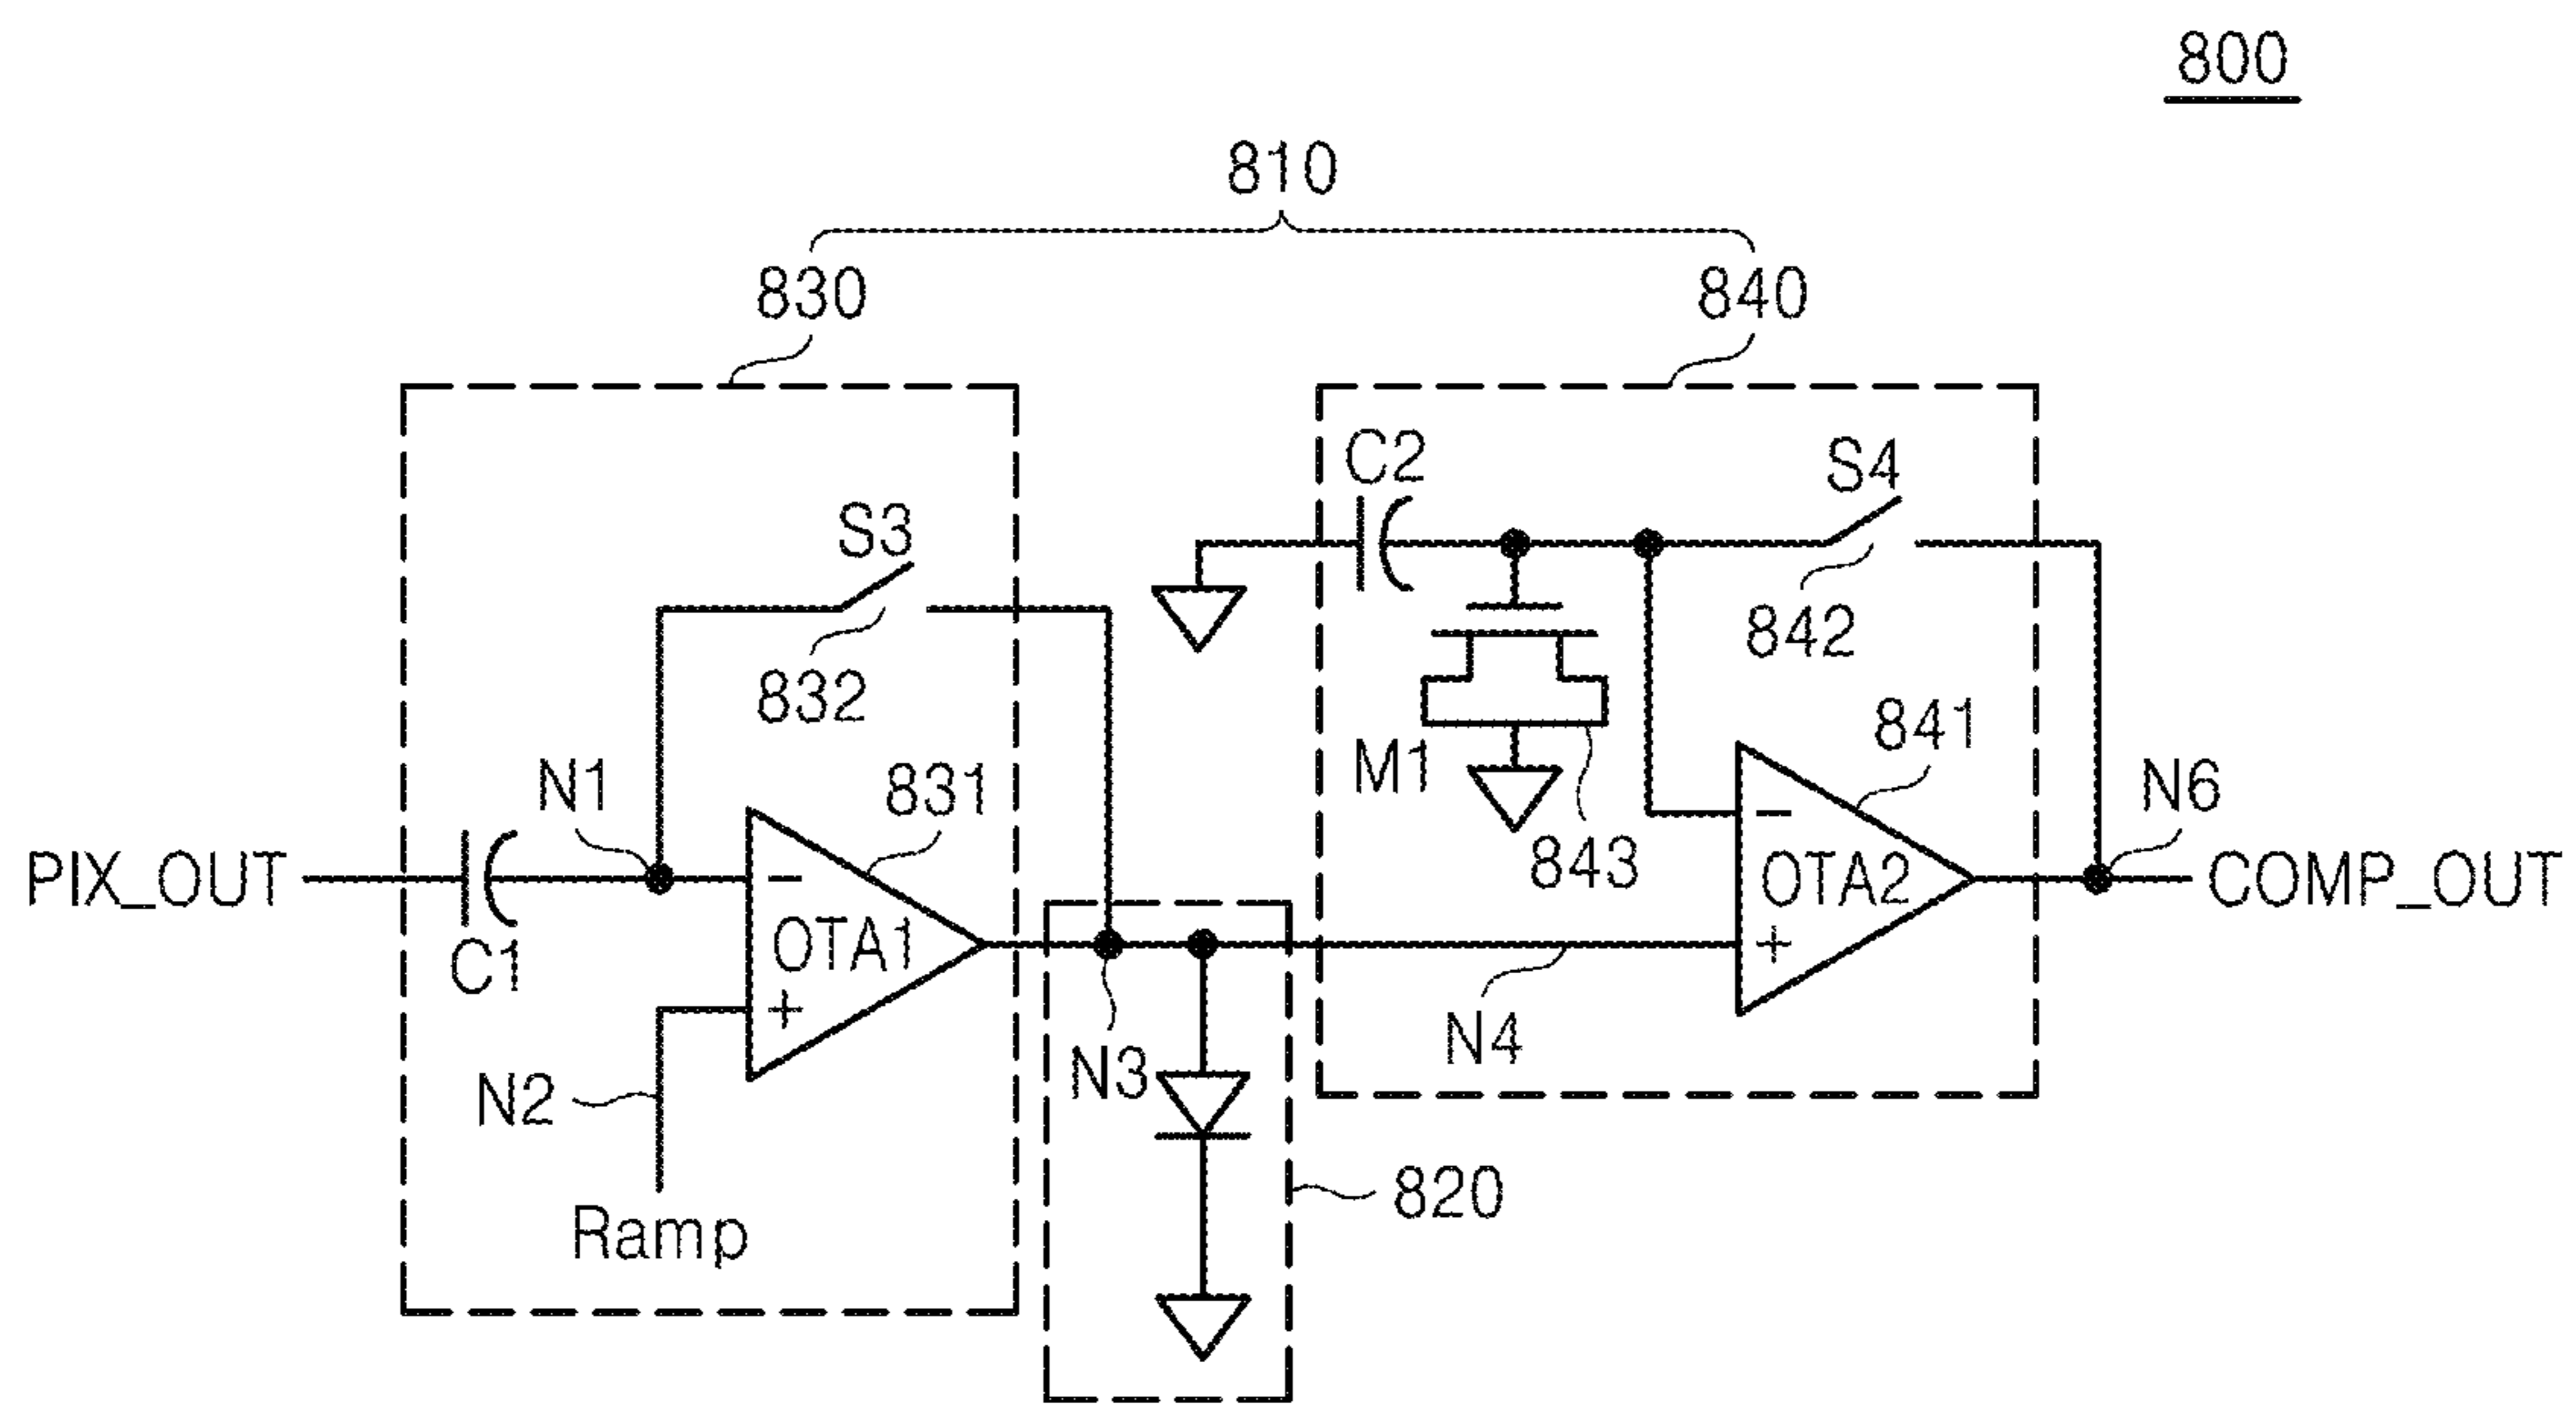 800
810
830
840
C2
S4
S3
842
832
841
M1
N1
831
843
N6
PIX_OUT
−
−
OTA2
COMP_OUT
C1
OTA1
+
+
N4
N2
N3
820
Ramp